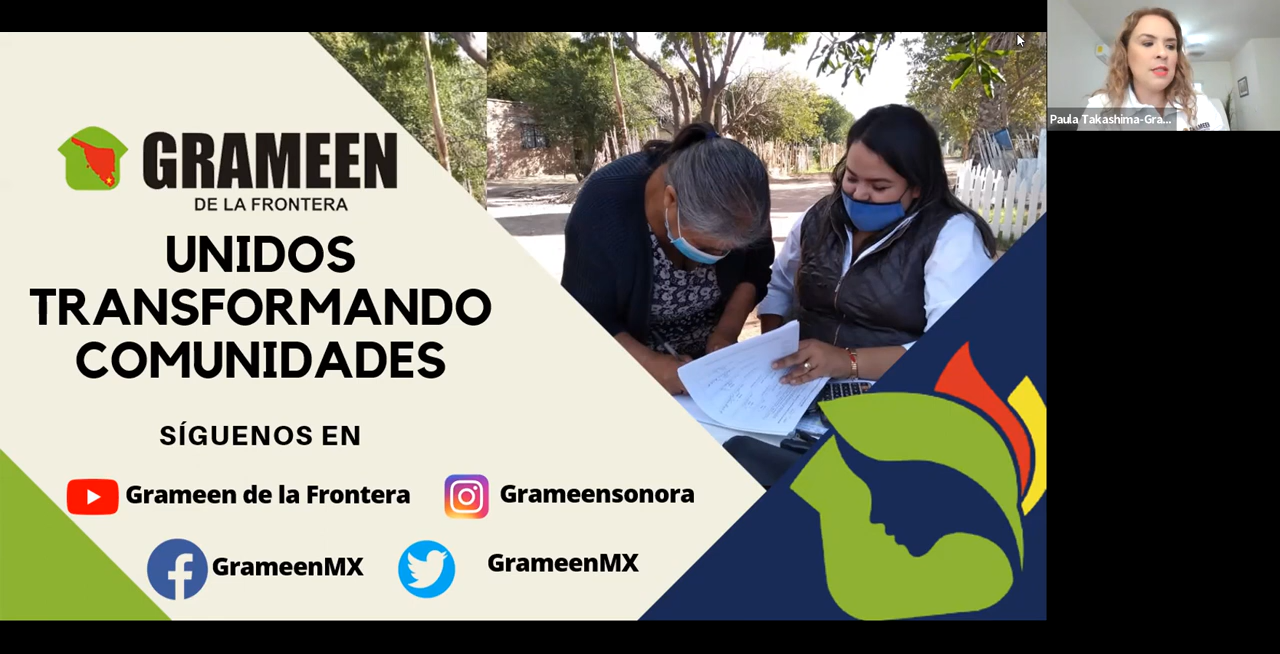 GRAMEEN
DE LA FRONTERA
UNIDOS
TRANSFORMANDO
COMUNIDADES
SÍGUENOS EN
Grameen de la Frontera
Grameensonora
GrameenMX
GrameenMX
Paula Takashima-Gra...